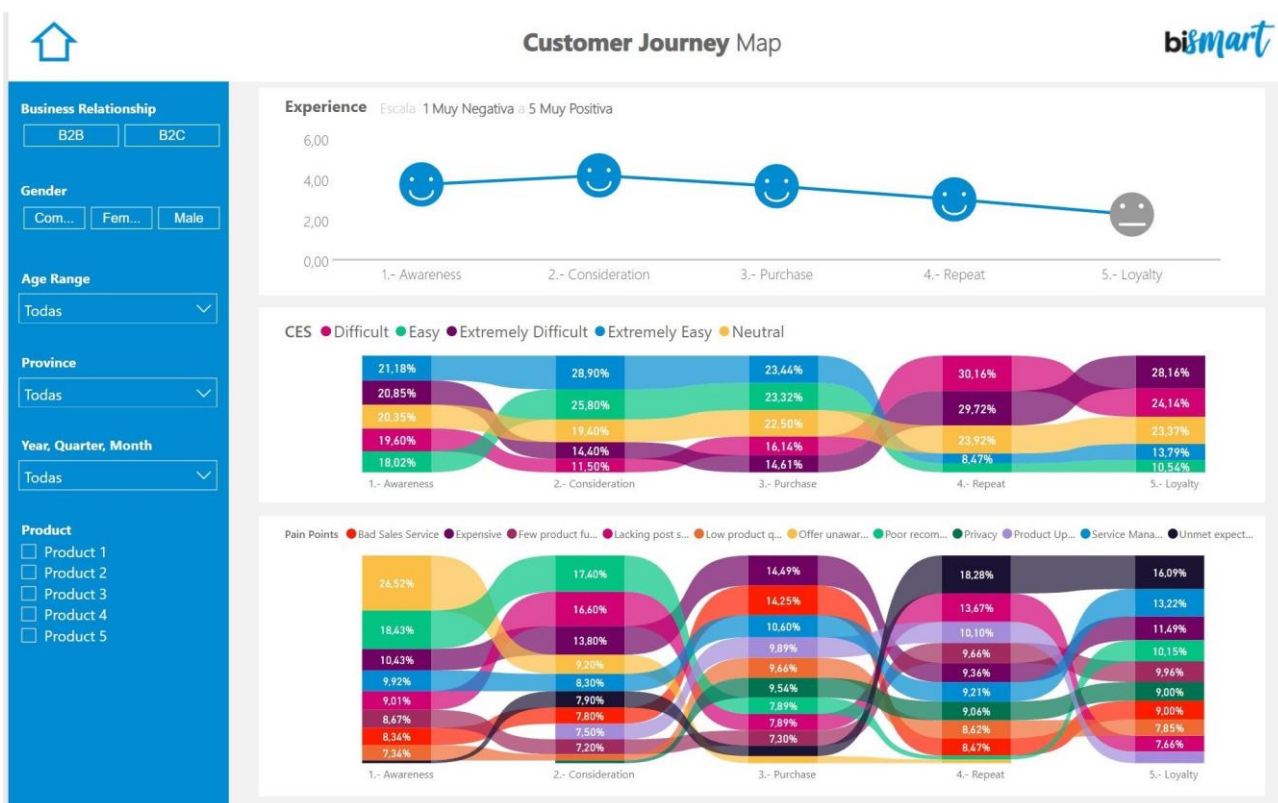 Customer Journey Map
bismart
Business Relationship
B2B B2C
Gender
Com... Fem... Male
Age Range
Todas
Province
Todas
Year, Quarter, Month
Todas
Product
Product 1
Product 2
Product 3
Product 4
Product 5
Experience Escala 1 Muy Negativa a 5 Muy Positiva
6,00
4,00
2,00
0,00
1.- Awareness 2.- Consideration 3.- Purchase 4.- Repeat 5.- Loyalty
CES Difficult Easy Extremely Difficult Extremely Easy Neutral
21,18% 28,90% 23,44% 30,16% 28,16%
20,85% 25,80% 23,32% 29,72% 24,14%
20,35% 19,40% 22,50% 23,92% 23,37%
19,60% 14,40% 16,14% 8,47% 13,79%
18,02% 11,50% 14,61% 10,54%
1.- Awareness 2.- Consideration 3.- Purchase 4.- Repeat 5.- Loyalty
Pain Points Bad Sales Service Expensive Few product fu... Lacking post s... Low product q... Offer unawar... Poor recom... Privacy Product Up... Service Mana... Unmet expect...
26,52% 17,40% 14,49% 18,28% 16,09%
18,43% 16,60% 14,25% 13,67% 13,22%
10,43% 13,80% 10,60% 10,10% 11,49%
9,92% 9,20% 9,89% 9,66% 10,15%
9,01% 8,30% 9,66% 9,36% 9,96%
8,67% 7,90% 9,54% 9,21% 9,00%
8,34% 7,80% 7,89% 9,06% 9,00%
7,34% 7,50% 7,89% 8,62% 7,85%
7,20% 7,30% 8,47% 7,66%
1.- Awareness 2.- Consideration 3.- Purchase 4.- Repeat 5.- Loyalty